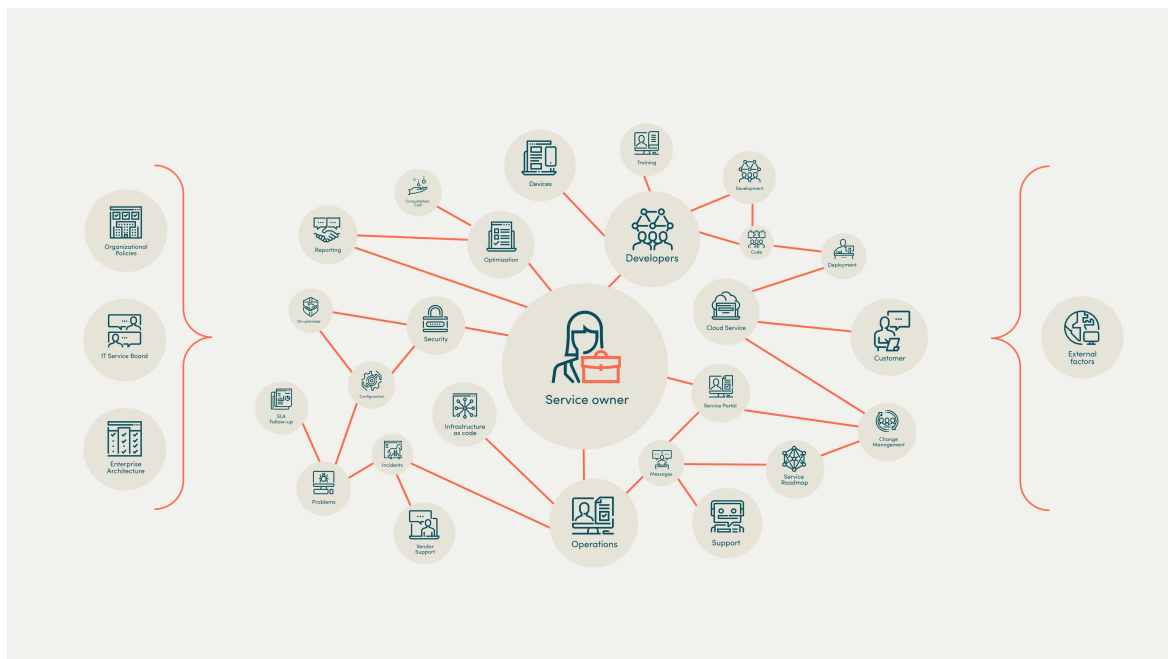 Organizational
Policies
IT Service Board
Enterprise
Architecture
Devices
Training
Development
Consumption
Cost
Reporting
Optimization
Developers
Code
Deployment
On-premises
Security
Cloud Service
Customer
Service owner
Configuration
SLA
Follow-up
Infrastructure
as code
Service Portal
Change
Management
Incidents
Messages
Service
Roadmap
Problems
Vendor
Support
Operations
Support
External
factors